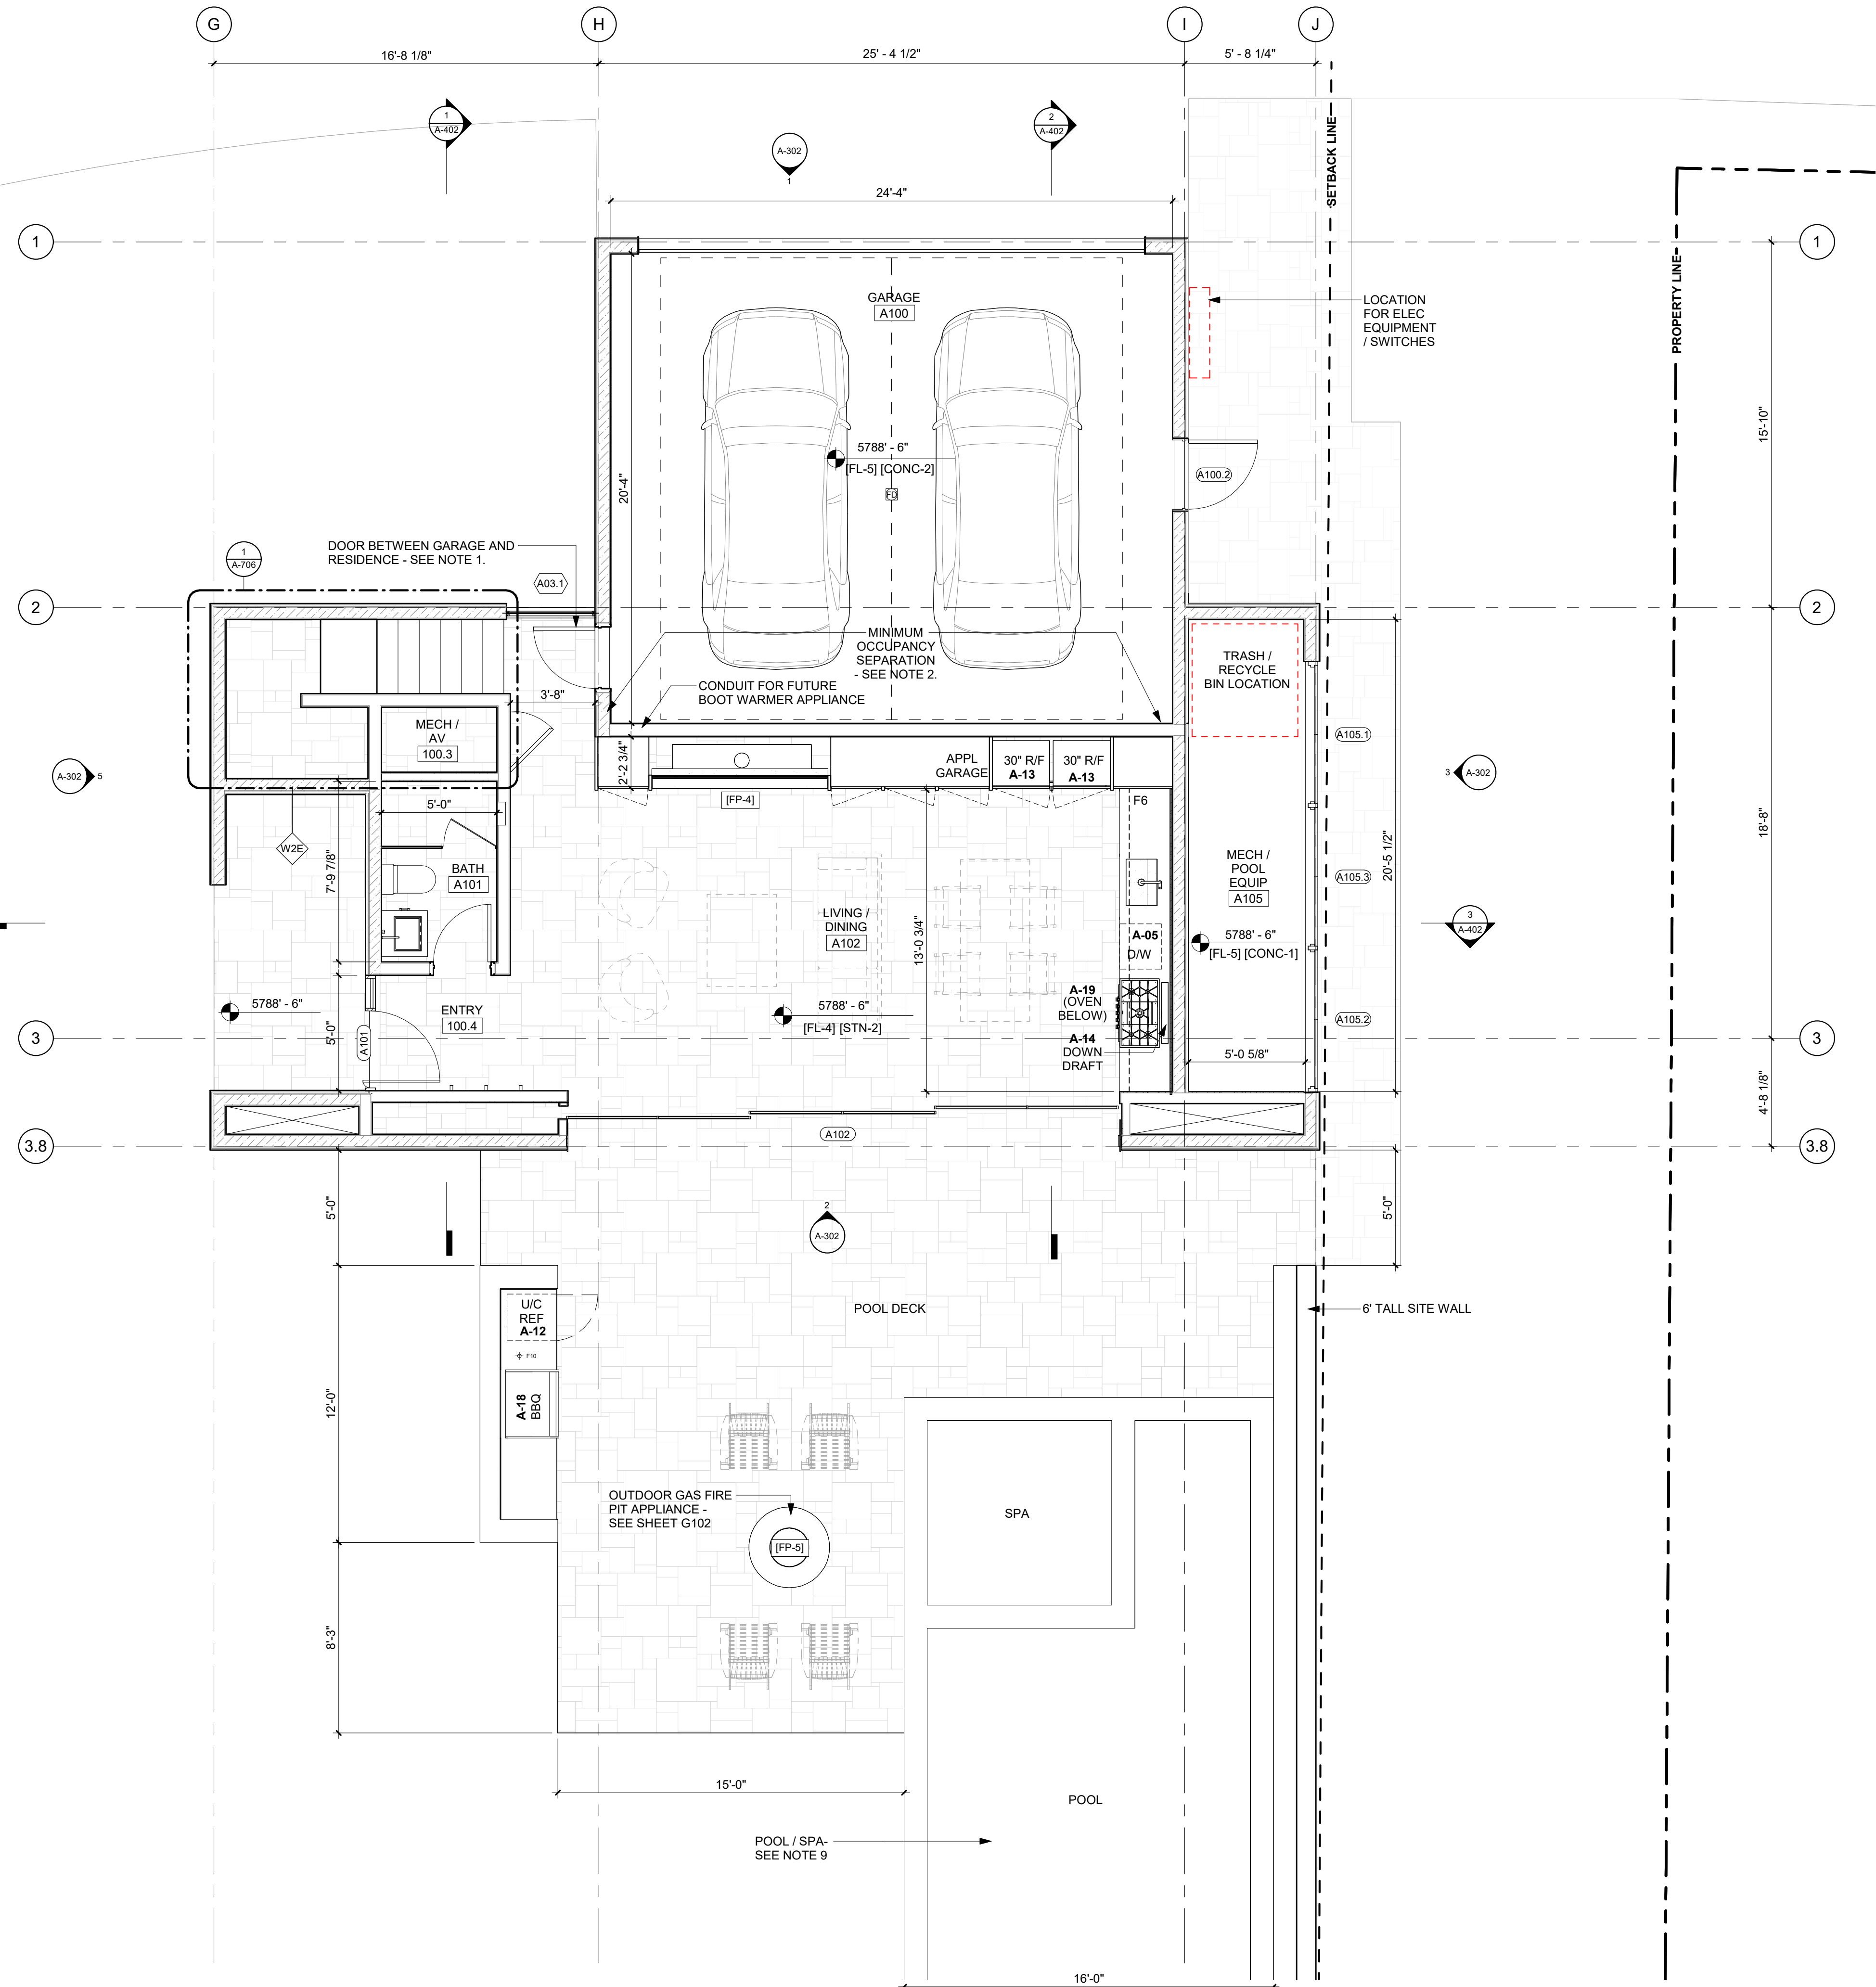 G
H
I
J
16'-8 1/8"
25' - 4 1/2"
5' - 8 1/4"
1
A-402
2
A-402
A-302
1
SETBACK LINE
24'-4"
1
1
PROPERTY LINE
GARAGE
A100
LOCATION
FOR ELEC
EQUIPMENT
/ SWITCHES
15'-10"
5788' - 6"
[FL-5] [CONC-2]
FD
A100.2
20'-4"
DOOR BETWEEN GARAGE AND
RESIDENCE - SEE NOTE 1.
1
A-706
A03.1
2
2
MINIMUM
OCCUPANCY
SEPARATION
- SEE NOTE 2.
TRASH /
RECYCLE
BIN LOCATION
CONDUIT FOR FUTURE
BOOT WARMER APPLIANCE
3'-8"
MECH /
AV
100.3
A105.1
2'-2 3/4"
APPL
GARAGE
30" R/F
A-13
30" R/F
A-13
A-302
5
3
A-302
5'-0"
[FP-4]
F6
18'-8"
W2E
7'-9 7/8"
BATH
A101
20'-5 1/2"
MECH /
POOL
EQUIP
A105
A105.3
LIVING /
DINING
A102
13'-0 3/4"
3
A-402
A-05
D/W
5788' - 6"
[FL-5] [CONC-1]
5788' - 6"
ENTRY
100.4
5788' - 6"
[FL-4] [STN-2]
A-19
(OVEN
BELOW)
A105.2
5'-0"
A101
3
3
A-14
DOWN
DRAFT
5'-0 5/8"
4'-8 1/8"
A102
3.8
3.8
5'-0"
2
A-302
5'-0"
U/C
REF
A-12
POOL DECK
6' TALL SITE WALL
F10
12'-0"
A-18
BBQ
OUTDOOR GAS FIRE
PIT APPLIANCE -
SEE SHEET G102
SPA
[FP-5]
8'-3"
15'-0"
POOL
POOL / SPA-
SEE NOTE 9
16'-0"